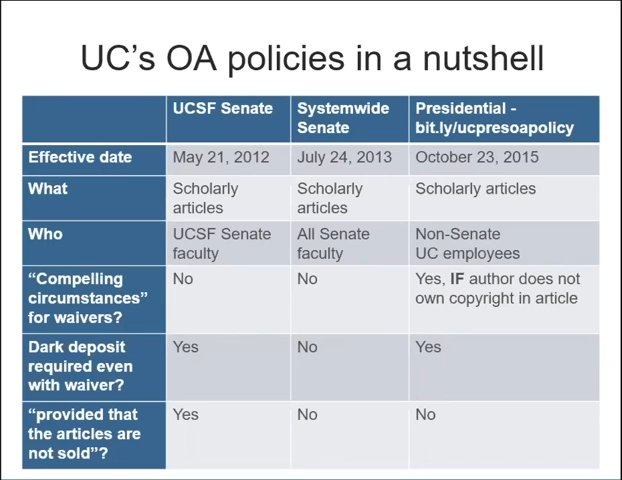 UC’s OA policies in a nutshell
UCSF Senate
Systemwide
Senate
Presidential -
bit.ly/ucpresoapolicy
Effective date
May 21, 2012
July 24, 2013
October 23, 2015
What
Scholarly
articles
Scholarly
articles
Scholarly articles
Who
UCSF Senate
faculty
All Senate
faculty
Non-Senate
UC employees
“Compelling
circumstances”
for waivers?
No
No
Yes, IF author does not
own copyright in article
Dark deposit
required even
with waiver?
Yes
No
Yes
“provided that
the articles are
not sold”?
Yes
No
No